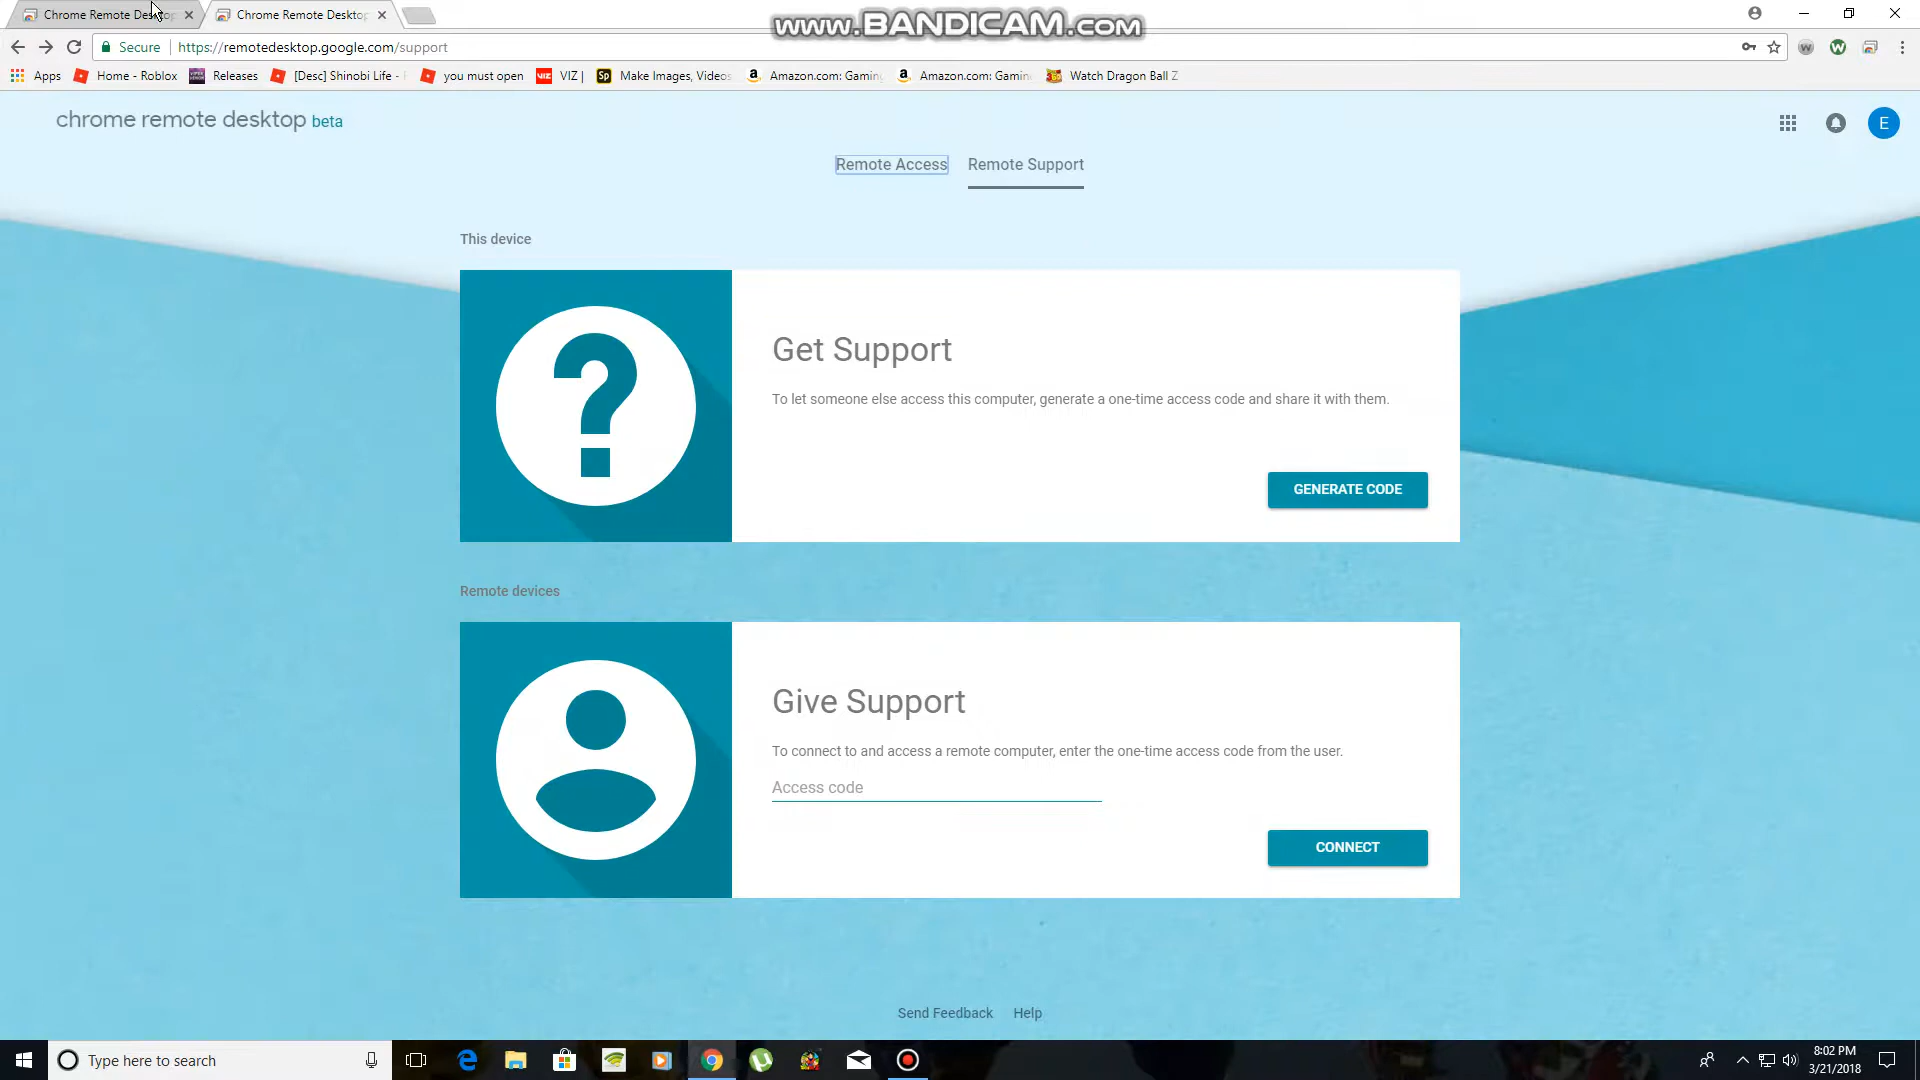 Chrome Remote Deskto
Chrome Remote Desktop
www.BANDICAM.com
Secure | https://remotedesktop.google.com/support
Apps
Home - Roblox
Releases
[Desc] Shinobi Life -
you must open
VIZ |
Make Images, Videos
Amazon.com: Gaming
Amazon.com: Gaming
Watch Dragon Ball Z
chrome remote desktop beta
E
Remote Access
Remote Support
This device
Get Support
To let someone else access this computer, generate a one-time access code and share it with them.
GENERATE CODE
Remote devices
Give Support
To connect to and access a remote computer, enter the one-time access code from the user.
Access code
CONNECT
Send Feedback
Help
Type here to search
8:02 PM
3/21/2018